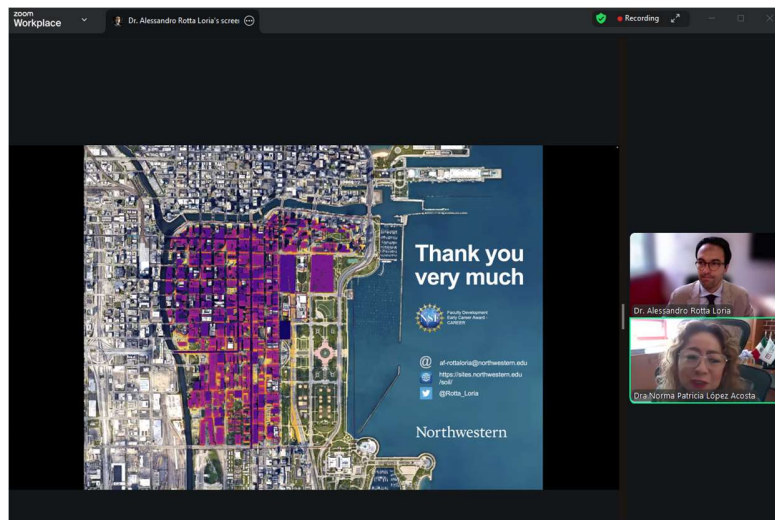 zoom
Workplace
Dr. Alessandro Rotta Loria's screen
Recording
Thank you
very much
NSF
Faculty Development
Early Career Award -
CAREER
@ af-rottaloria@northwestern.edu
https://sites.northwestern.edu
/soil/
@Rotta_Loria
Northwestern
Dr. Alessandro Rotta Loria
Dra Norma Patricia López Acosta